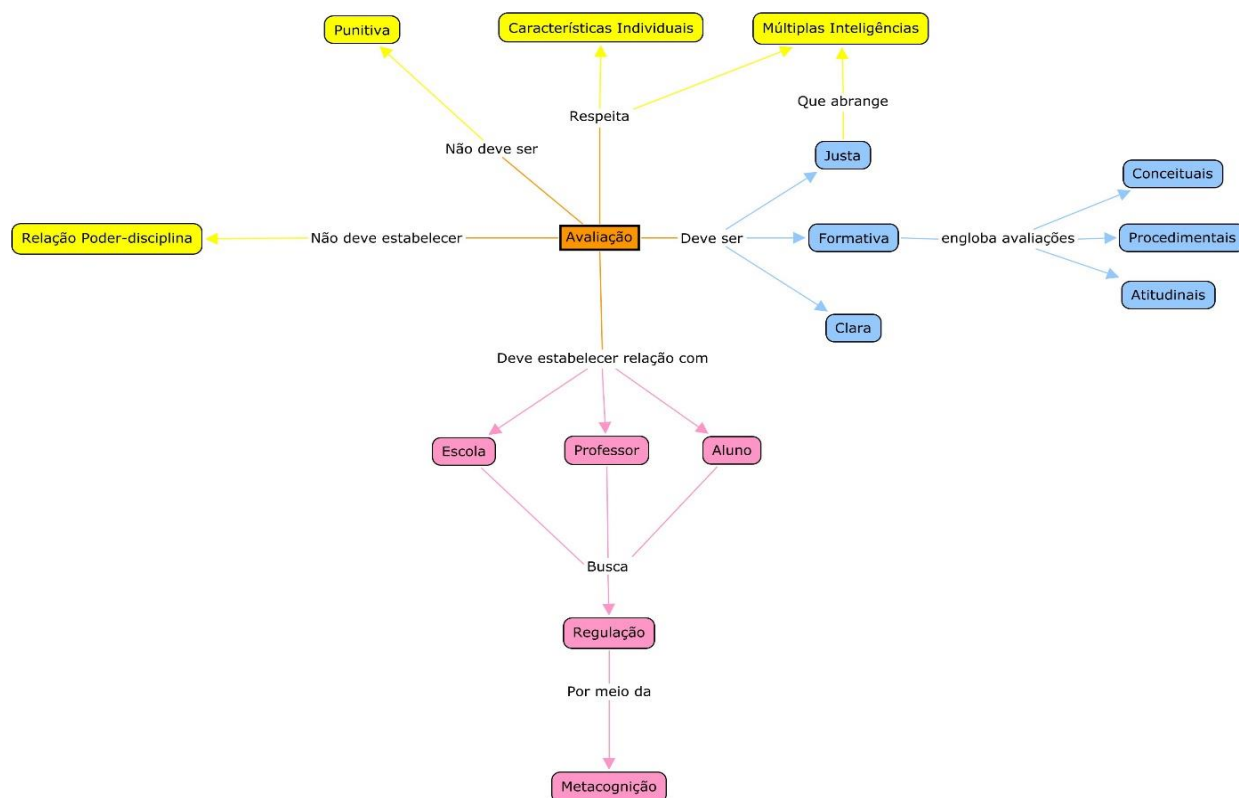 Punitiva
Características Individuais
Múltiplas Inteligências
Que abrange
Respeita
Não deve ser
Justa
Conceituais
Relação Poder-disciplina
Não deve estabelecer
Avaliação
Deve ser
Formativa
engloba avaliações
Procedimentais
Atitudinais
Clara
Deve estabelecer relação com
Escola
Professor
Aluno
Busca
Regulação
Por meio da
Metacognição